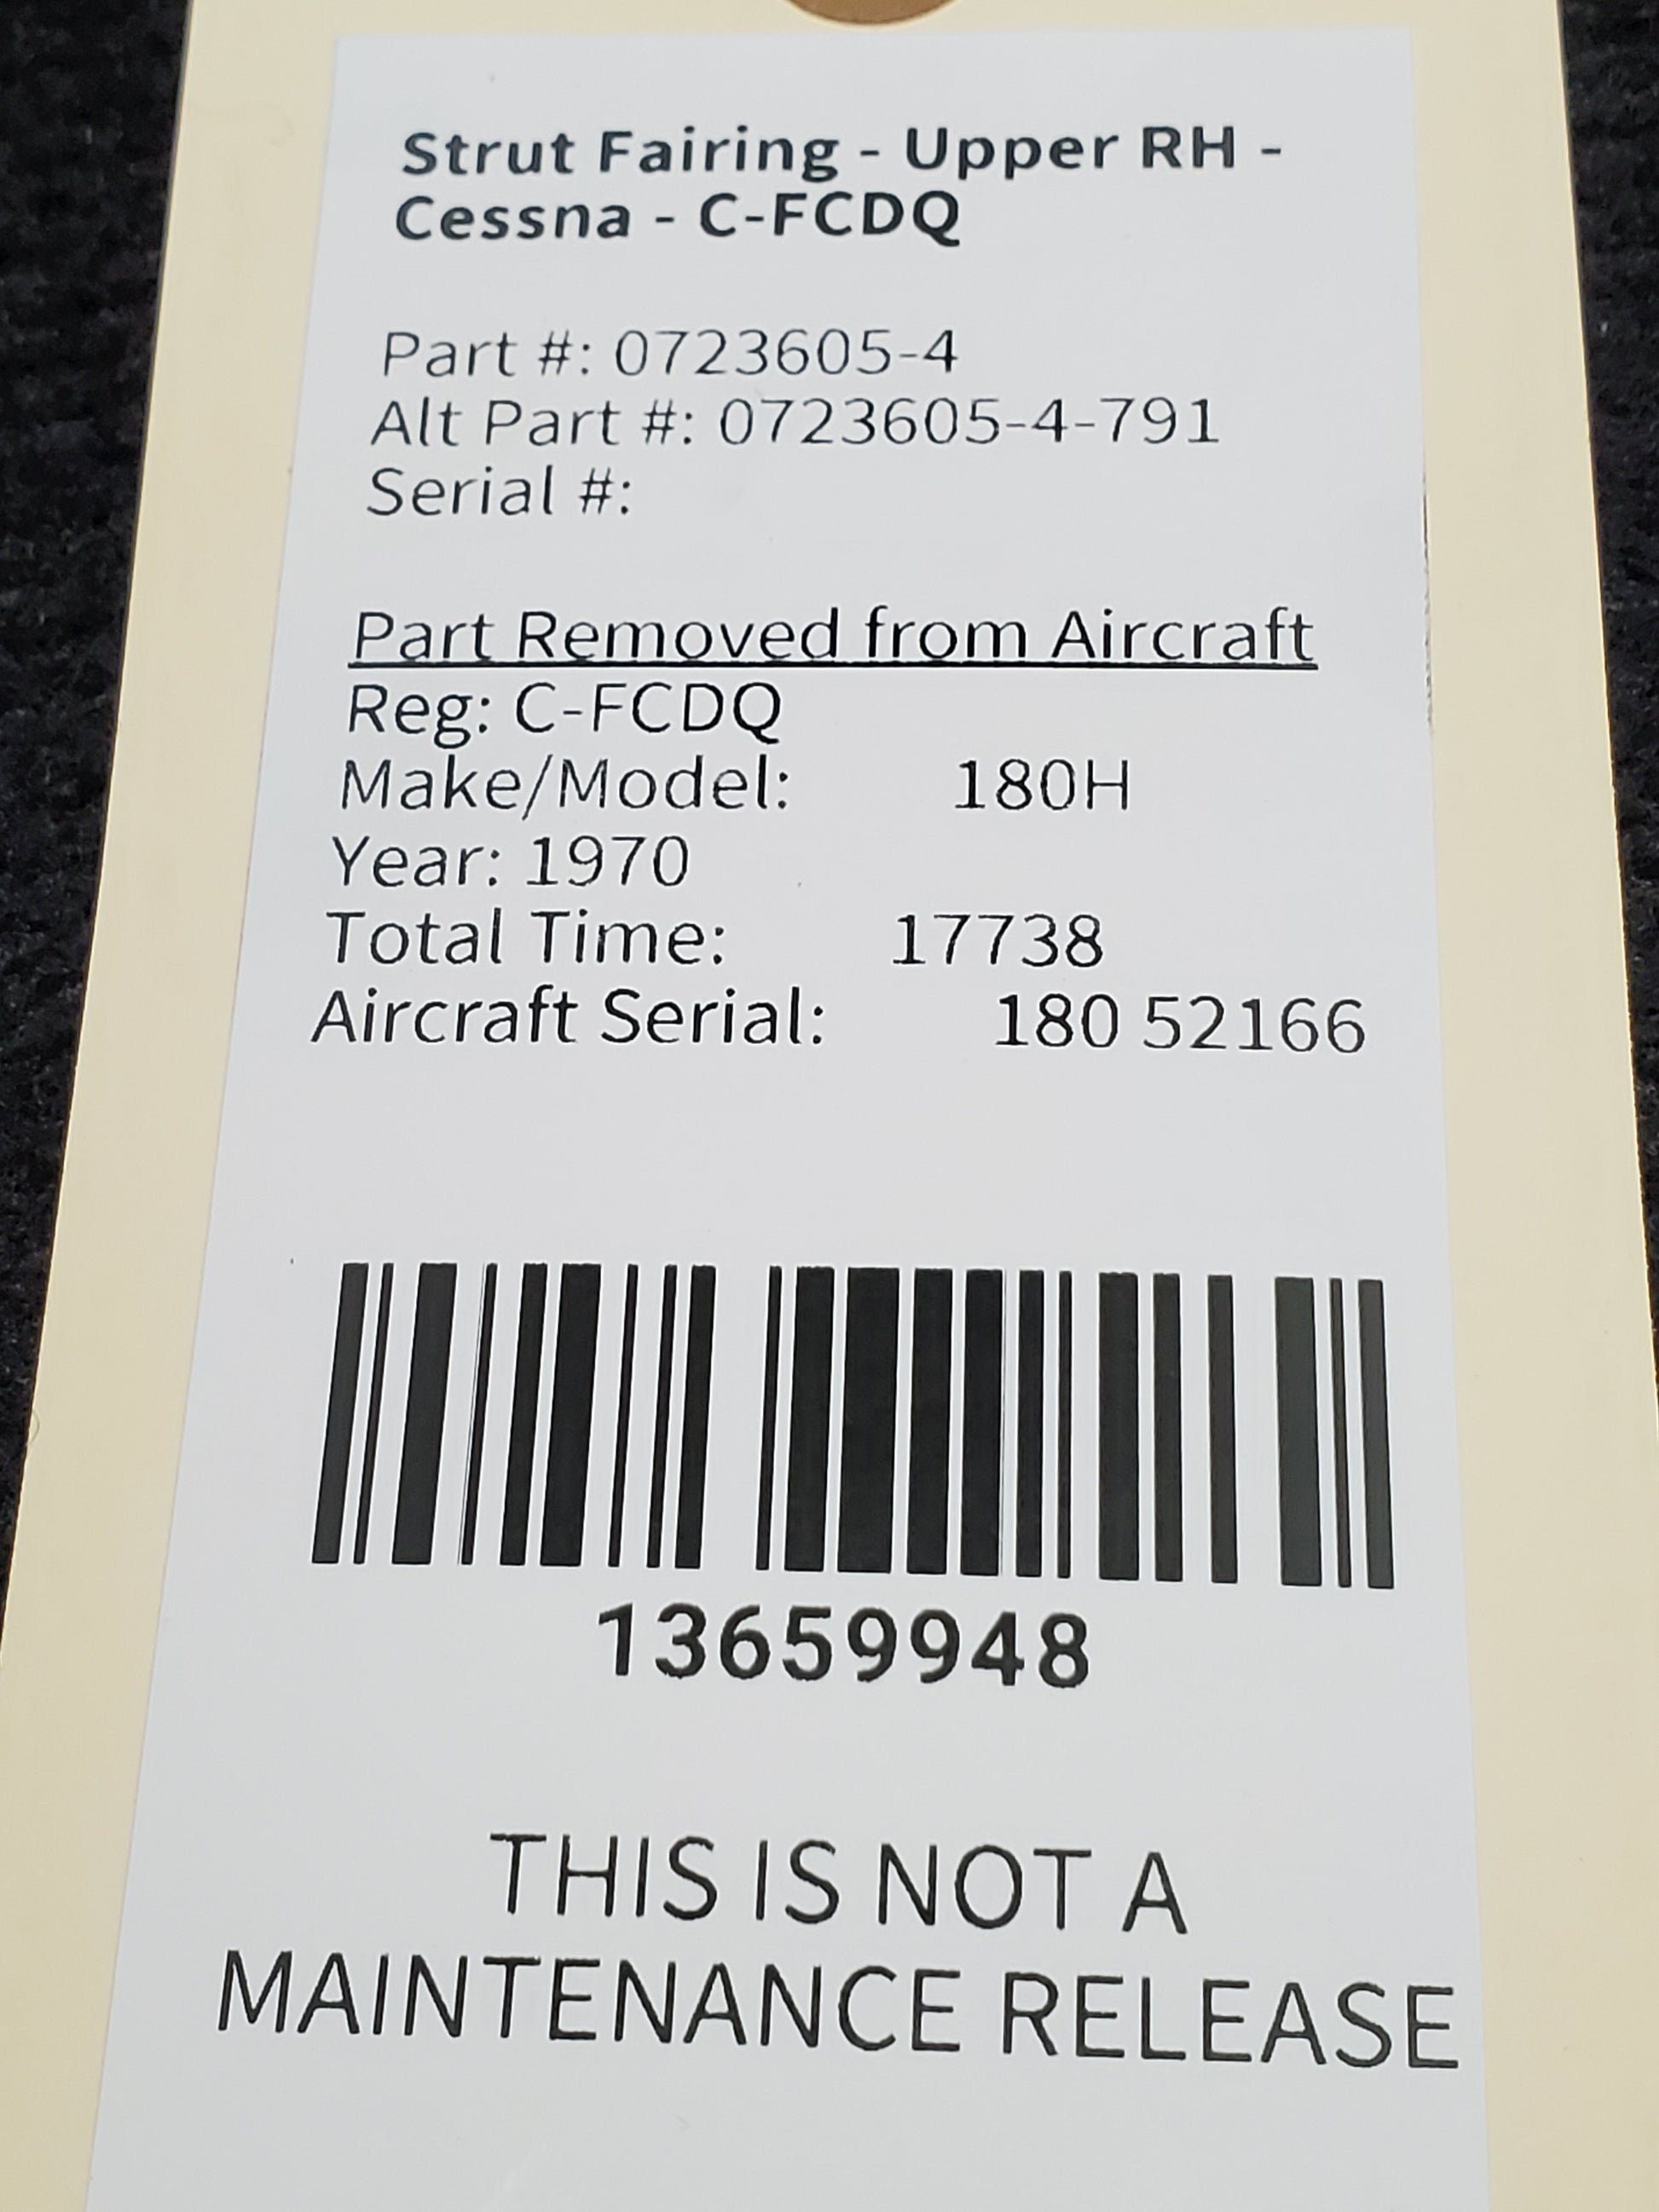 Strut Fairing - Upper RH -
Cessna - C-FCDQ
Part #: 0723605-4
Alt Part #: 0723605-4-791
Serial #:
Part Removed from Aircraft
Reg: C-FCDQ
Make/Model: 180H
Year: 1970
Total Time: 17738
Aircraft Serial: 180 52166
13659948
THIS IS NOT A
MAINTENANCE RELEASE